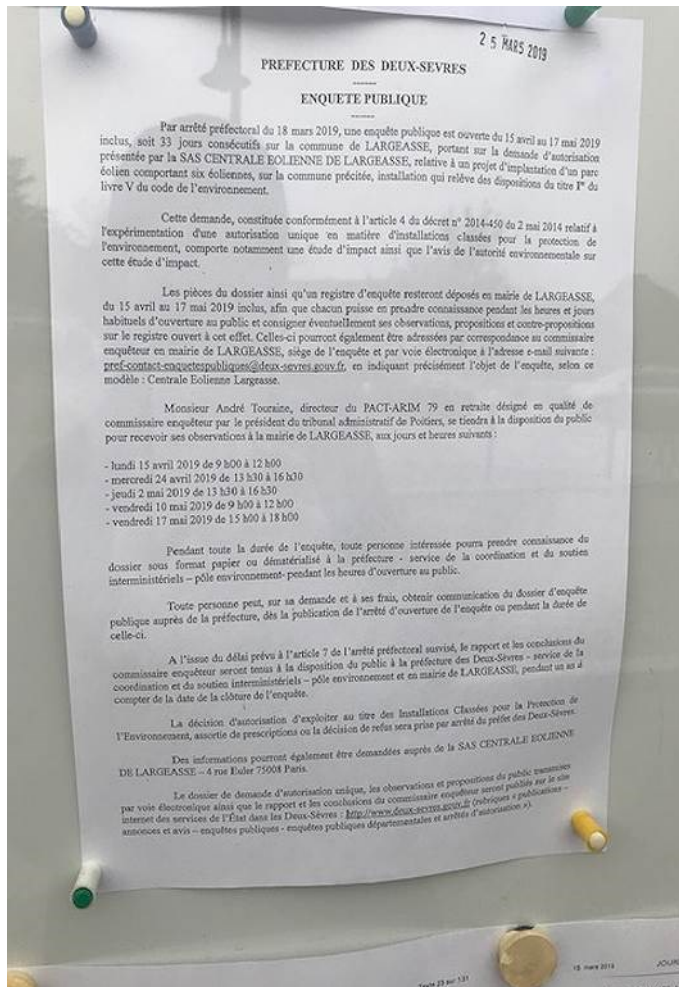 25 MARS 2019
PREFECTURE DES DEUX-SEVRES
------
ENQUETE PUBLIQUE
------
Par arrêté préfectoral du 18 mars 2019, une enquête publique est ouverte du 15 avril au 17 mai 2019
inclus, soit 33 jours consécutifs sur la commune de LARGEASSE, portant sur la demande d'autorisation
présentée par la SAS CENTRALE EOLIENNE DE LARGEASSE, relative à un projet d'implantation d'un parc
éolien comportant six éoliennes, sur la commune précitée, installation qui relève des dispositions du titre Iᵉʳ du
livre V du code de l'environnement.
Cette demande, constituée conformément à l'article 4 du décret n° 2014-450 du 2 mai 2014 relatif à
l'expérimentation d'une autorisation unique en matière d'installations classées pour la protection de
l'environnement, comporte notamment une étude d'impact ainsi que l'avis de l'autorité environnementale sur
cette étude d'impact.
Les pièces du dossier ainsi qu'un registre d'enquête resteront déposés en mairie de LARGEASSE,
du 15 avril au 17 mai 2019 inclus, afin que chacun puisse en prendre connaissance pendant les heures et jours
habituels d'ouverture au public et consigner éventuellement ses observations, propositions et contre-propositions
sur le registre ouvert à cet effet. Celles-ci pourront également être adressées par correspondance au commissaire
enquêteur en mairie de LARGEASSE, siège de l'enquête et par voie électronique à l'adresse e-mail suivante :
pref-contact-enquetespubliques@deux-sevres.gouv.fr, en indiquant précisément l'objet de l'enquête, selon ce
modèle : Centrale Eolienne Largeasse.
Monsieur André Touraine, directeur du PACT-ARIM 79 en retraite désigné en qualité de
commissaire enquêteur par le président du tribunal administratif de Poitiers, se tiendra à la disposition du public
pour recevoir ses observations à la mairie de LARGEASSE, aux jours et heures suivants :
- lundi 15 avril 2019 de 9 h00 à 12 h00
- mercredi 24 avril 2019 de 13 h30 à 16 h30
- jeudi 2 mai 2019 de 13 h30 à 16 h30
- vendredi 10 mai 2019 de 9 h00 à 12 h00
- vendredi 17 mai 2019 de 15 h00 à 18 h00
Pendant toute la durée de l'enquête, toute personne intéressée pourra prendre connaissance du
dossier sous format papier ou dématérialisé à la préfecture - service de la coordination et du soutien
interministériels – pôle environnement- pendant les heures d'ouverture au public.
Toute personne peut, sur sa demande et à ses frais, obtenir communication du dossier d'enquête
publique auprès de la préfecture, dès la publication de l'arrêté d'ouverture de l'enquête ou pendant la durée de
celle-ci.
A l'issue du délai prévu à l'article 7 de l'arrêté préfectoral susvisé, le rapport et les conclusions du
commissaire enquêteur seront tenus à la disposition du public à la préfecture des Deux-Sèvres - service de la
coordination et du soutien interministériels – pôle environnement et en mairie de LARGEASSE, pendant un an à
compter de la date de la clôture de l'enquête.
La décision d'autorisation d'exploiter au titre des Installations Classées pour la Protection de
l'Environnement, assortie de prescriptions ou la décision de refus sera prise par arrêté du préfet des Deux-Sèvres.
Des informations pourront également être demandées auprès de la SAS CENTRALE EOLIENNE
DE LARGEASSE – 4 rue Euler 75008 Paris.
Le dossier de demande d'autorisation unique, les observations et propositions du public transmises
par voie électronique ainsi que le rapport et les conclusions du commissaire enquêteur seront publiés sur le site
internet des services de l'État dans les Deux-Sèvres : http://www.deux-sevres.gouv.fr (rubriques « publications –
annonces et avis – enquêtes publiques - enquêtes publiques départementales et arrêtés d'autorisation »).
15 mars 2019
JOUR
Texte 23 sur 131